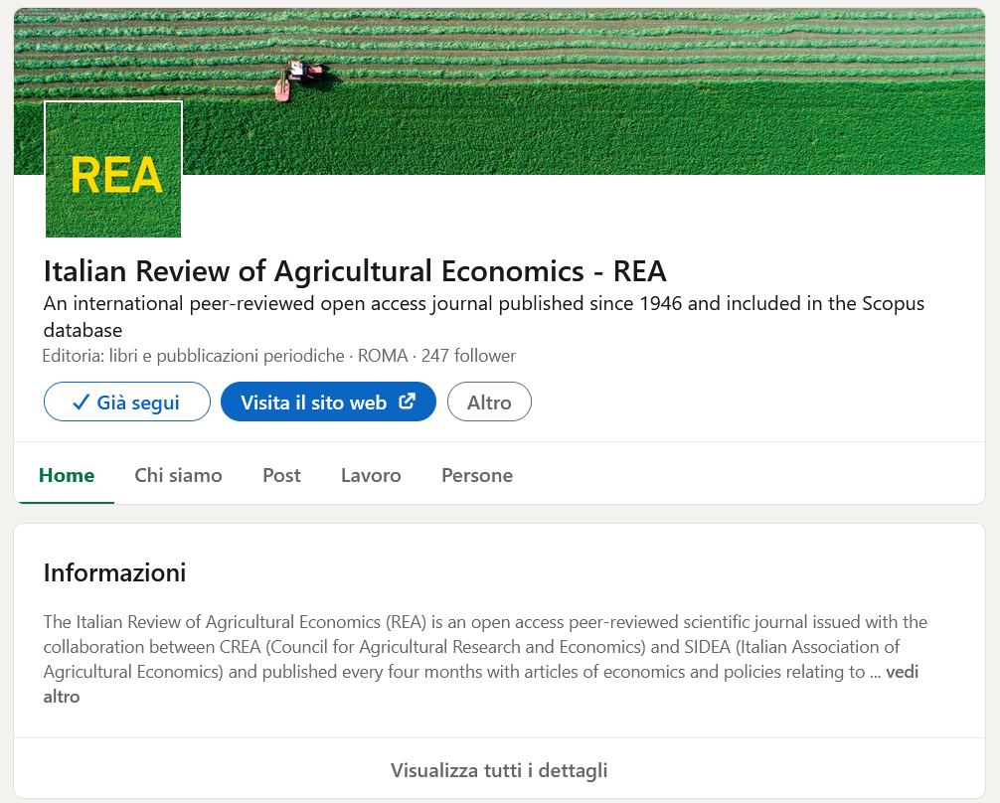 REA
Italian Review of Agricultural Economics - REA
An international peer-reviewed open access journal published since 1946 and included in the Scopus
database
Editoria: libri e pubblicazioni periodiche · ROMA · 247 follower
Già segui
Visita il sito web
Altro
Home
Chi siamo
Post
Lavoro
Persone
Informazioni
The Italian Review of Agricultural Economics (REA) is an open access peer-reviewed scientific journal issued with the
collaboration between CREA (Council for Agricultural Research and Economics) and SIDEA (Italian Association of
Agricultural Economics) and published every four months with articles of economics and policies relating to ... vedi
altro
Visualizza tutti i dettagli